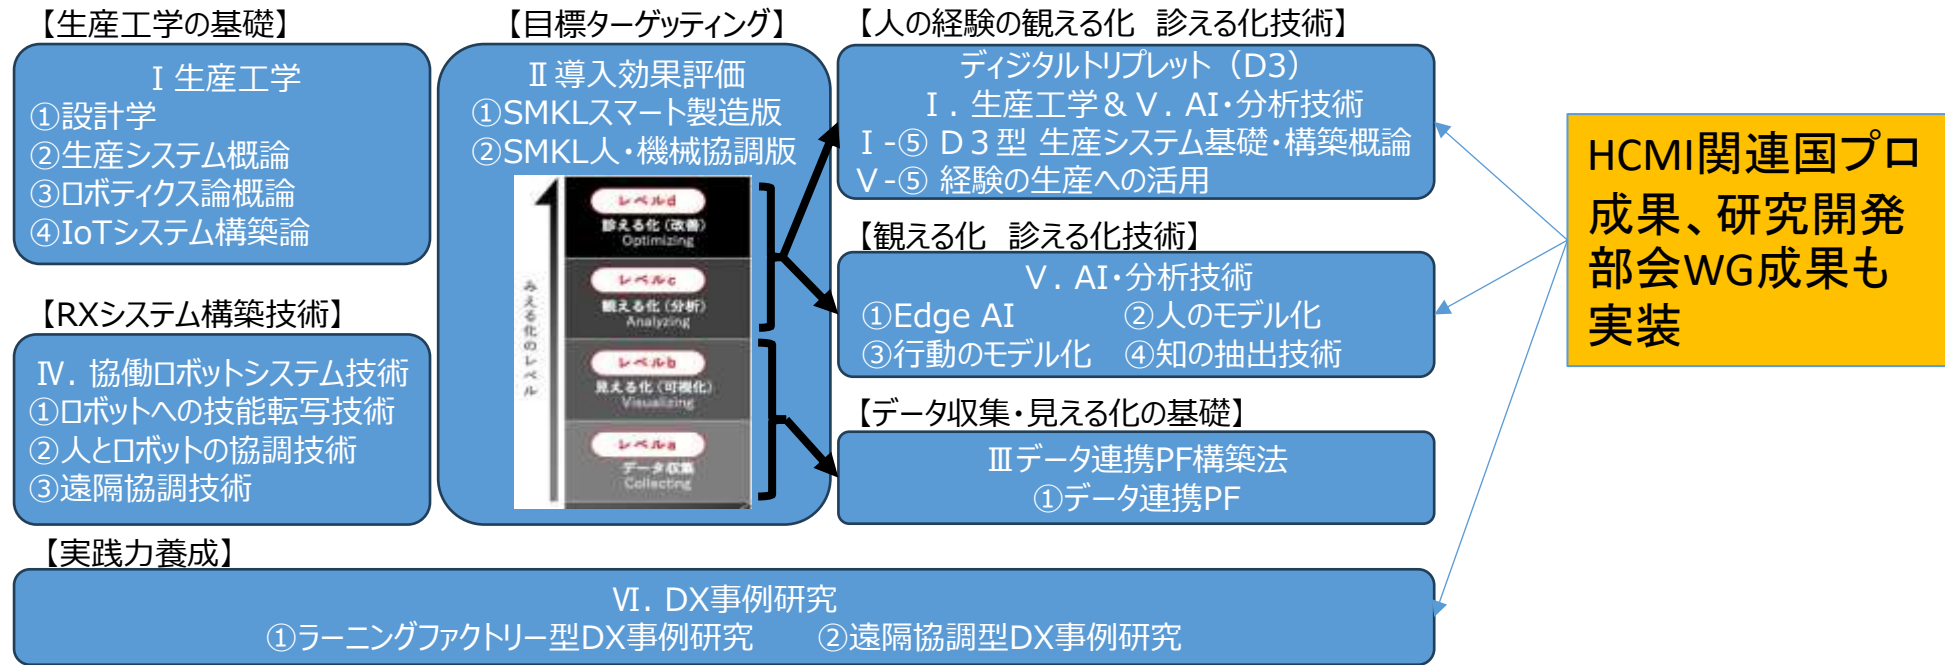 【生産工学の基礎】
Ⅰ 生産工学
①設計学
②生産システム概論
③ロボティクス論概論
④IoTシステム構築論
【RXシステム構築技術】
Ⅳ. 協働ロボットシステム技術
①ロボットへの技能転写技術
②人とロボットの協調技術
③遠隔協調技術
【目標ターゲッティング】
Ⅱ 導入効果評価
①SMKLスマート製造版
②SMKL人・機械協調版
みえる化のレベル
レベルd
診える化(改善)
Optimizing
レベルc
観える化(分析)
Analyzing
レベルb
見える化(可視化)
Visualizing
レベルa
データ収集
Collecting
【人の経験の観える化 診える化技術】
ディジタルトリプレット（D3）
Ⅰ. 生産工学＆Ⅴ. AI・分析技術
Ⅰ-⑤ D３型 生産システム基礎・構築概論
Ⅴ-⑤ 経験の生産への活用
【観える化 診える化技術】
Ⅴ. AI・分析技術
①Edge AI ②人のモデル化
③行動のモデル化 ④知の抽出技術
【データ収集・見える化の基礎】
Ⅲデータ連携PF構築法
①データ連携PF
HCMI関連国プロ
成果、研究開発
部会WG成果も
実装
【実践力養成】
Ⅵ. DX事例研究
①ラーニングファクトリー型DX事例研究 ②遠隔協調型DX事例研究